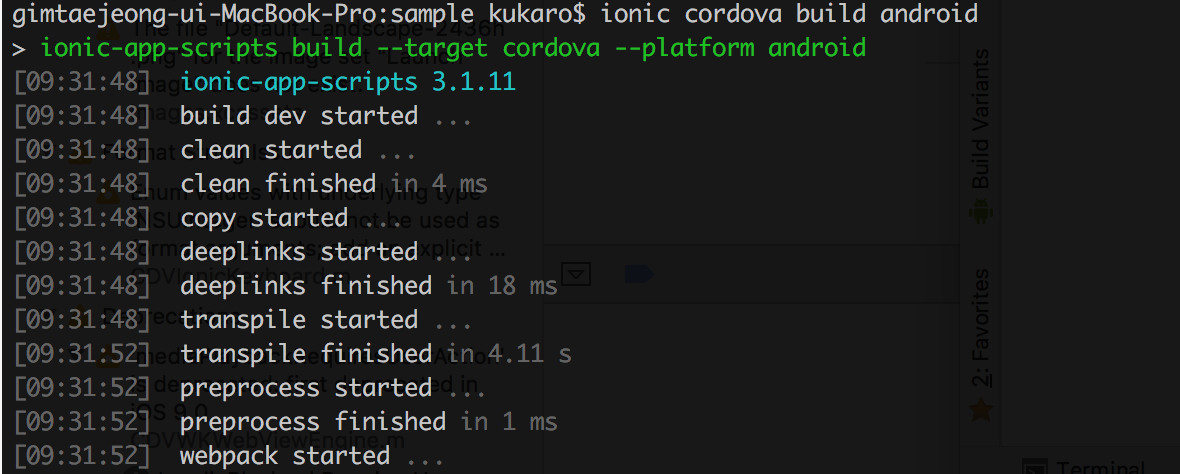 gimtaejeong-ui-MacBook-Pro:sample kukaro$ ionic cordova build android
> ionic-app-scripts build --target cordova --platform android
[09:31:48] ionic-app-scripts 3.1.11
[09:31:48] build dev started ...
[09:31:48] clean started ...
[09:31:48] clean finished in 4 ms
[09:31:48] copy started ...
[09:31:48] deeplinks started ...
[09:31:48] deeplinks finished in 18 ms
[09:31:48] transpile started ...
[09:31:52] transpile finished in 4.11 s
[09:31:52] preprocess started ...
[09:31:52] preprocess finished in 1 ms
[09:31:52] webpack started ...
Build Variants
2: Favorites
Terminal